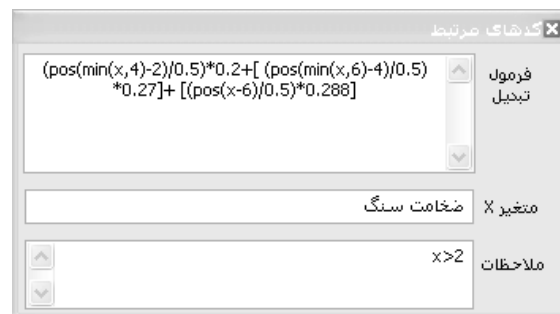 کدهای مرتبط
فرمول
تبدیل
(pos(min(x,4)-2)/0.5)*0.2+[ (pos(min(x,6)-4)/0.5)
*0.27]+ [(pos(x-6)/0.5)*0.288]
متغیر X
ضخامت سنگ
ملاحظات
x>2